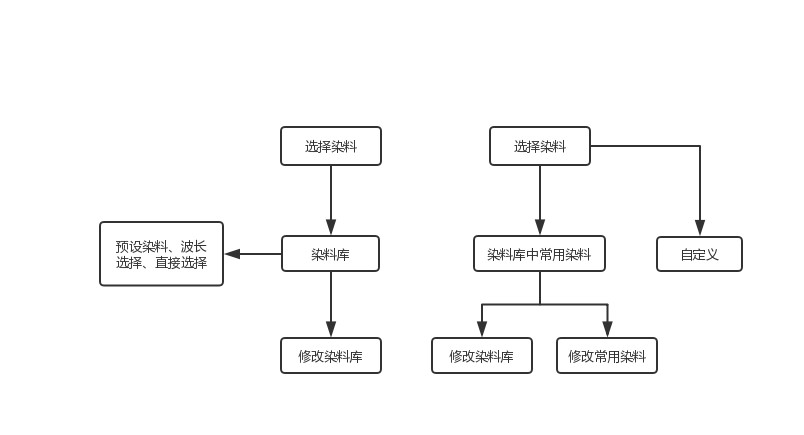 选择染料
选择染料
预设染料、波长
选择、直接选择
染料库
染料库中常用染料
自定义
修改染料库
修改染料库
修改常用染料